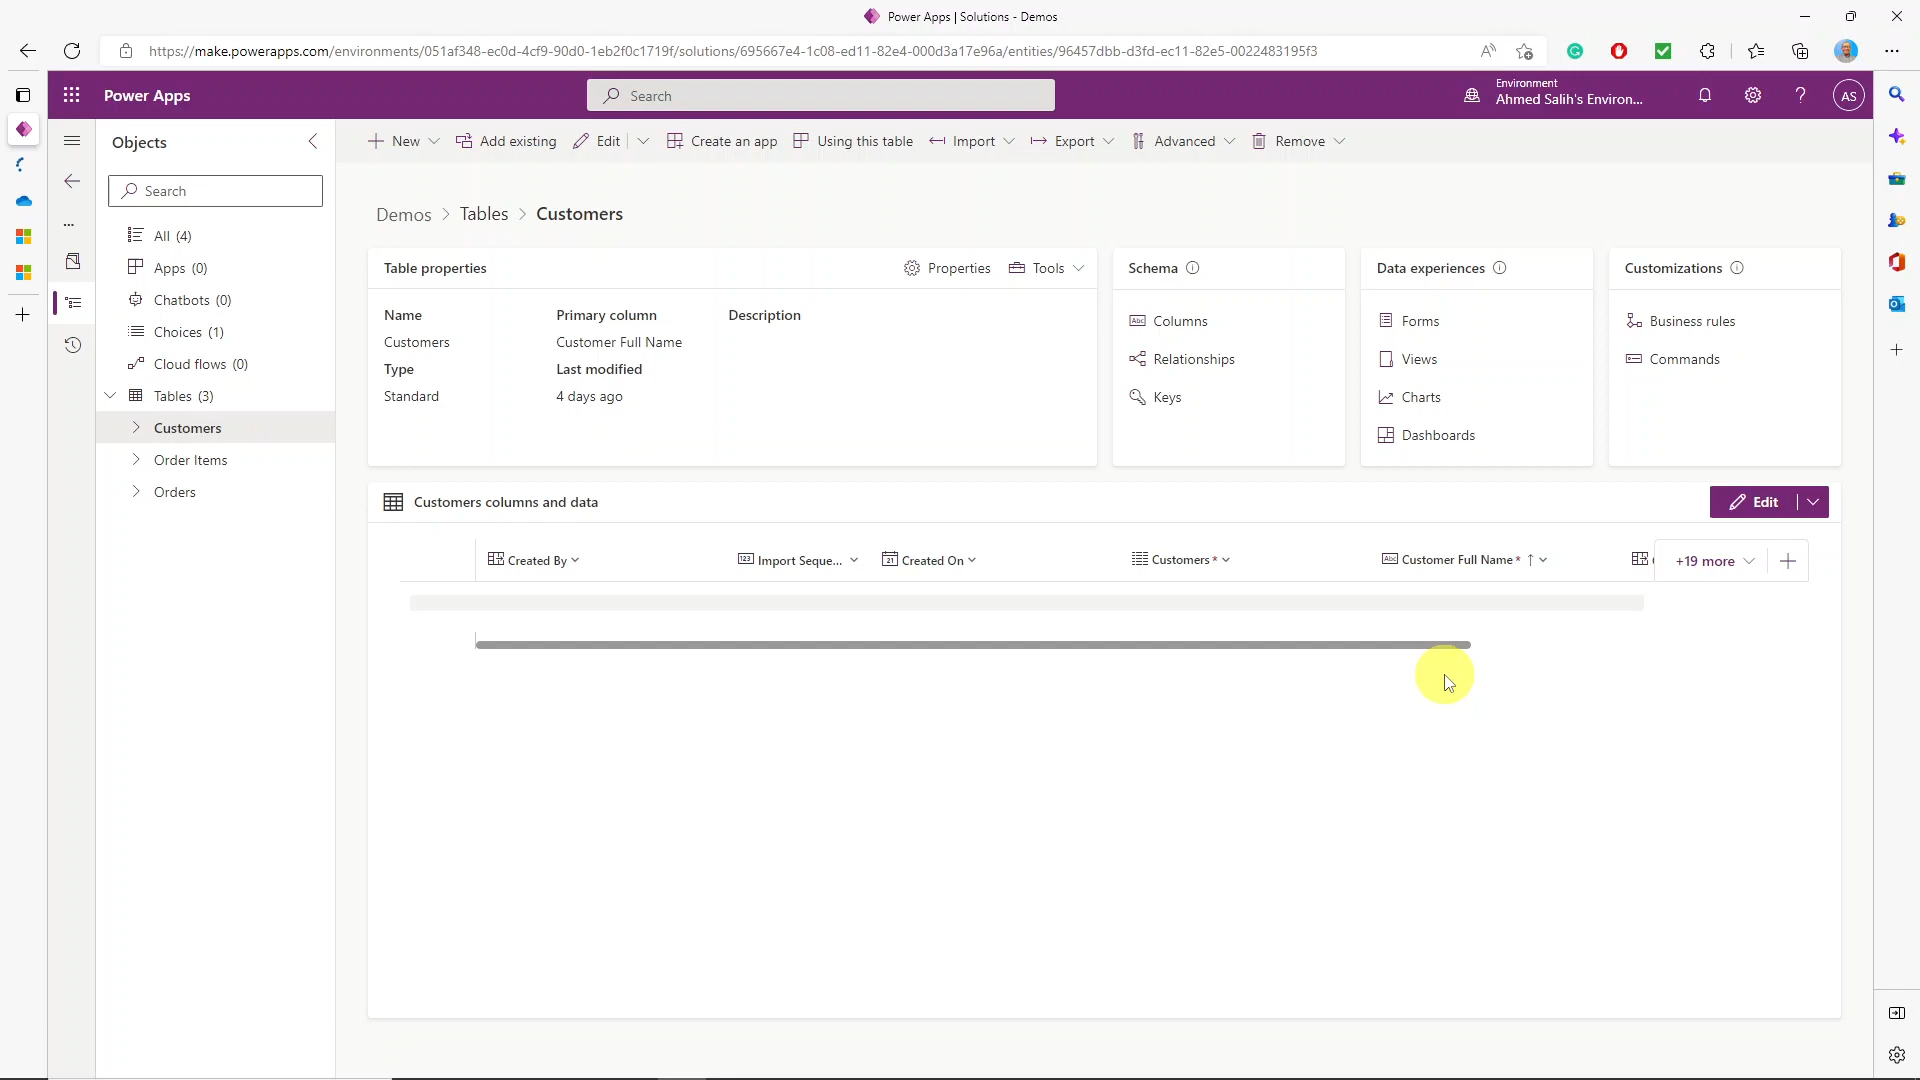 Power Apps | Solutions - Demos
https://make.powerapps.com/environments/051af348-ec0d-4cf9-90d0-1eb2f0c1719f/solutions/695667e4-1c08-ed11-82e4-000d3a17e96a/entities/96457dbb-d3fd-ec11-82e5-0022483195f3
Power Apps
Search
Environment
Ahmed Salih's Environ...
AS
Objects
New
Add existing
Edit
Create an app
Using this table
Import
Export
Advanced
Remove
Search
All (4)
Apps (0)
Chatbots (0)
Choices (1)
Cloud flows (0)
Tables (3)
Customers
Order Items
Orders
Demos > Tables > Customers
Table properties
Properties
Tools
Name
Customers
Type
Standard
Primary column
Customer Full Name
Last modified
4 days ago
Description
Schema
Columns
Relationships
Keys
Data experiences
Forms
Views
Charts
Dashboards
Customizations
Business rules
Commands
Customers columns and data
Edit
Created By
Import Seque...
Created On
Customers *
Customer Full Name * ↑
+19 more